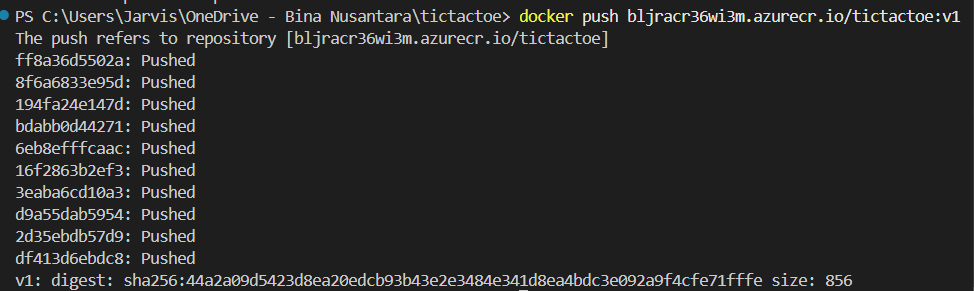 PS C:\Users\Jarvis\OneDrive - Bina Nusantara\tictactoe> docker push bljracr36wi3m.azurecr.io/tictactoe:v1
The push refers to repository [bljracr36wi3m.azurecr.io/tictactoe]
ff8a36d5502a: Pushed
8f6a6833e95d: Pushed
194fa24e147d: Pushed
bdabb0d44271: Pushed
6eb8efffcaac: Pushed
16f2863b2ef3: Pushed
3eaba6cd10a3: Pushed
d9a55dab5954: Pushed
2d35ebdb57d9: Pushed
df413d6ebdc8: Pushed
v1: digest: sha256:44a2a09d5423d8ea20edcb93b43e2e3484e341d8ea4bdc3e092a9f4cfe71fffe size: 856